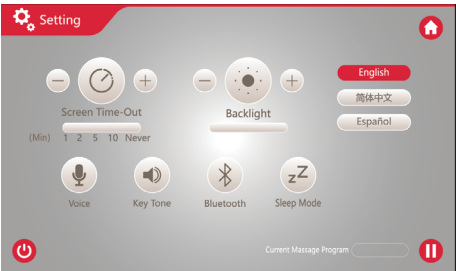 Setting
English
简体中文
Español
Screen Time-Out
Backlight
(Min) 1 2 5 10 Never
Voice
Key Tone
Bluetooth
zZ
Sleep Mode
Current Massage Program